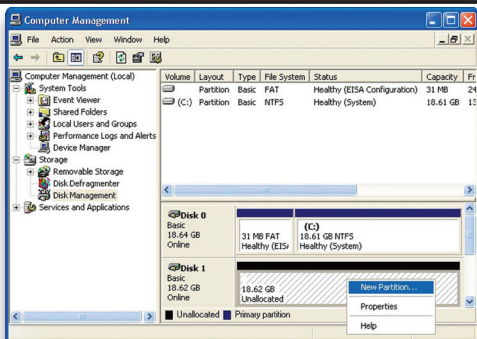 Computer Management
File Action View Window Help
Computer Management (Local)
System Tools
Event Viewer
Shared Folders
Local Users and Groups
Performance Logs and Alerts
Device Manager
Storage
Removable Storage
Disk Defragmenter
Disk Management
Services and Applications
Volume Layout Type File System Status Capacity Fr
Partition Basic FAT Healthy (EISA Configuration) 31 MB 24
(C:) Partition Basic NTFS Healthy (System) 18.61 GB 13
Disk 0
Basic
18.64 GB
Online
31 MB FAT
Healthy (EIS
(C:)
18.61 GB NTFS
Healthy (System)
Disk 1
Basic
18.62 GB
Online
18.62 GB
Unallocated
New Partition...
Properties
Help
Unallocated Primary partition